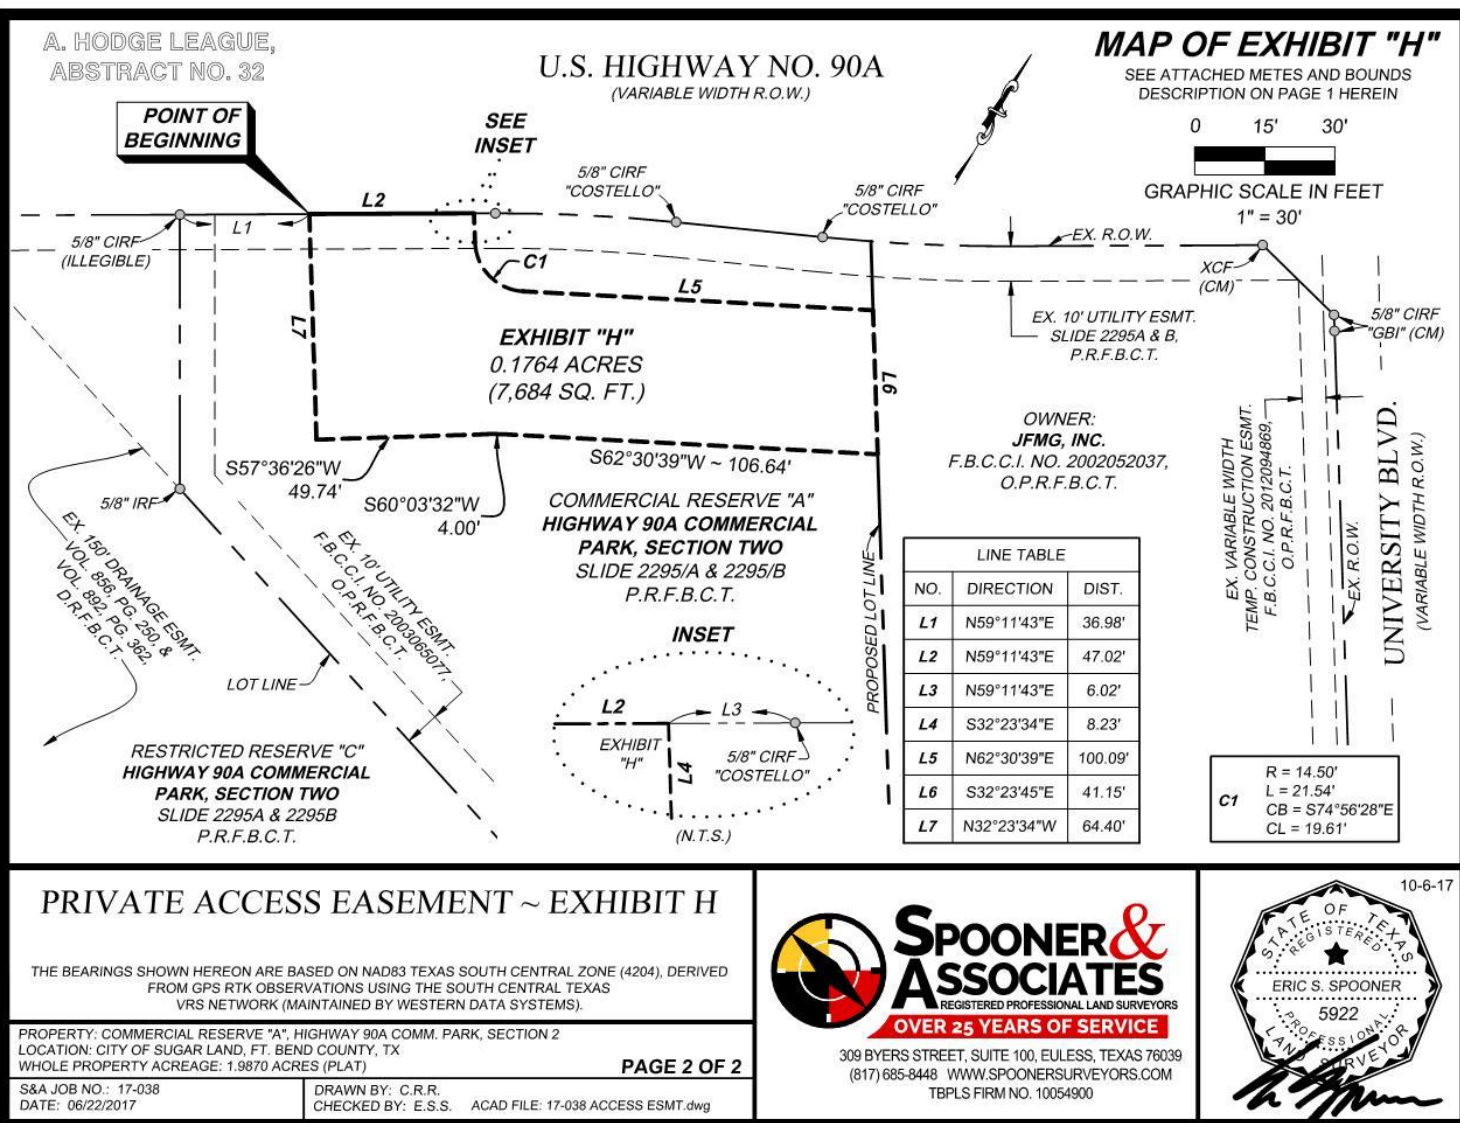 A. HODGE LEAGUE,
ABSTRACT NO. 32
U.S. HIGHWAY NO. 90A
(VARIABLE WIDTH R.O.W.)
MAP OF EXHIBIT "H"
SEE ATTACHED METES AND BOUNDS
DESCRIPTION ON PAGE 1 HEREIN
0 15' 30'
GRAPHIC SCALE IN FEET
1" = 30'
POINT OF
BEGINNING
SEE
INSET
5/8" CIRF
"COSTELLO"
5/8" CIRF
"COSTELLO"
L2
L1
5/8" CIRF
(ILLEGIBLE)
C1
L5
L7
L6
EX. R.O.W.
XCF
(CM)
5/8" CIRF
"GBI" (CM)
EX. 10' UTILITY ESMT.
SLIDE 2295A & B,
P.R.F.B.C.T.
EXHIBIT "H"
0.1764 ACRES
(7,684 SQ. FT.)
OWNER:
JFMG, INC.
F.B.C.C.I. NO. 2002052037,
O.P.R.F.B.C.T.
S57°36'26"W
49.74'
S60°03'32"W
4.00'
S62°30'39"W ~ 106.64'
5/8" IRF
COMMERCIAL RESERVE "A"
HIGHWAY 90A COMMERCIAL
PARK, SECTION TWO
SLIDE 2295/A & 2295/B
P.R.F.B.C.T.
EX. 150' DRAINAGE ESMT.
VOL. 856, PG. 250, &
VOL. 892, PG. 362,
D.R.F.B.C.T.
EX. 10' UTILITY ESMT.
F.B.C.C.I. NO. 2003065077,
O.P.R.F.B.C.T.
LOT LINE
PROPOSED LOT LINE
EX. VARIABLE WIDTH
TEMP. CONSTRUCTION ESMT.
F.B.C.C.I. NO. 2012094869,
O.P.R.F.B.C.T.
EX. R.O.W.
UNIVERSITY BLVD.
(VARIABLE WIDTH R.O.W.)
LINE TABLE
NO. DIRECTION DIST.
L1 N59°11'43"E 36.98'
L2 N59°11'43"E 47.02'
L3 N59°11'43"E 6.02'
L4 S32°23'34"E 8.23'
L5 N62°30'39"E 100.09'
L6 S32°23'45"E 41.15'
L7 N32°23'34"W 64.40'
INSET
L2
L3
EXHIBIT
"H"
L4
5/8" CIRF
"COSTELLO"
(N.T.S.)
RESTRICTED RESERVE "C"
HIGHWAY 90A COMMERCIAL
PARK, SECTION TWO
SLIDE 2295A & 2295B
P.R.F.B.C.T.
C1
R = 14.50'
L = 21.54'
CB = S74°56'28"E
CL = 19.61'
PRIVATE ACCESS EASEMENT ~ EXHIBIT H
THE BEARINGS SHOWN HEREON ARE BASED ON NAD83 TEXAS SOUTH CENTRAL ZONE (4204), DERIVED
FROM GPS RTK OBSERVATIONS USING THE SOUTH CENTRAL TEXAS
VRS NETWORK (MAINTAINED BY WESTERN DATA SYSTEMS).
PROPERTY: COMMERCIAL RESERVE "A", HIGHWAY 90A COMM. PARK, SECTION 2
LOCATION: CITY OF SUGAR LAND, FT. BEND COUNTY, TX
WHOLE PROPERTY ACREAGE: 1.9870 ACRES (PLAT)
PAGE 2 OF 2
S&A JOB NO.: 17-038
DATE: 06/22/2017
DRAWN BY: C.R.R.
CHECKED BY: E.S.S. ACAD FILE: 17-038 ACCESS ESMT.dwg
SPOONER &
ASSOCIATES
REGISTERED PROFESSIONAL LAND SURVEYORS
OVER 25 YEARS OF SERVICE
309 BYERS STREET, SUITE 100, EULESS, TEXAS 76039
(817) 685-8448 WWW.SPOONERSURVEYORS.COM
TBPLS FIRM NO. 10054900
10-6-17
STATE OF TEXAS
REGISTERED
ERIC S. SPOONER
5922
PROFESSIONAL
LAND SURVEYOR